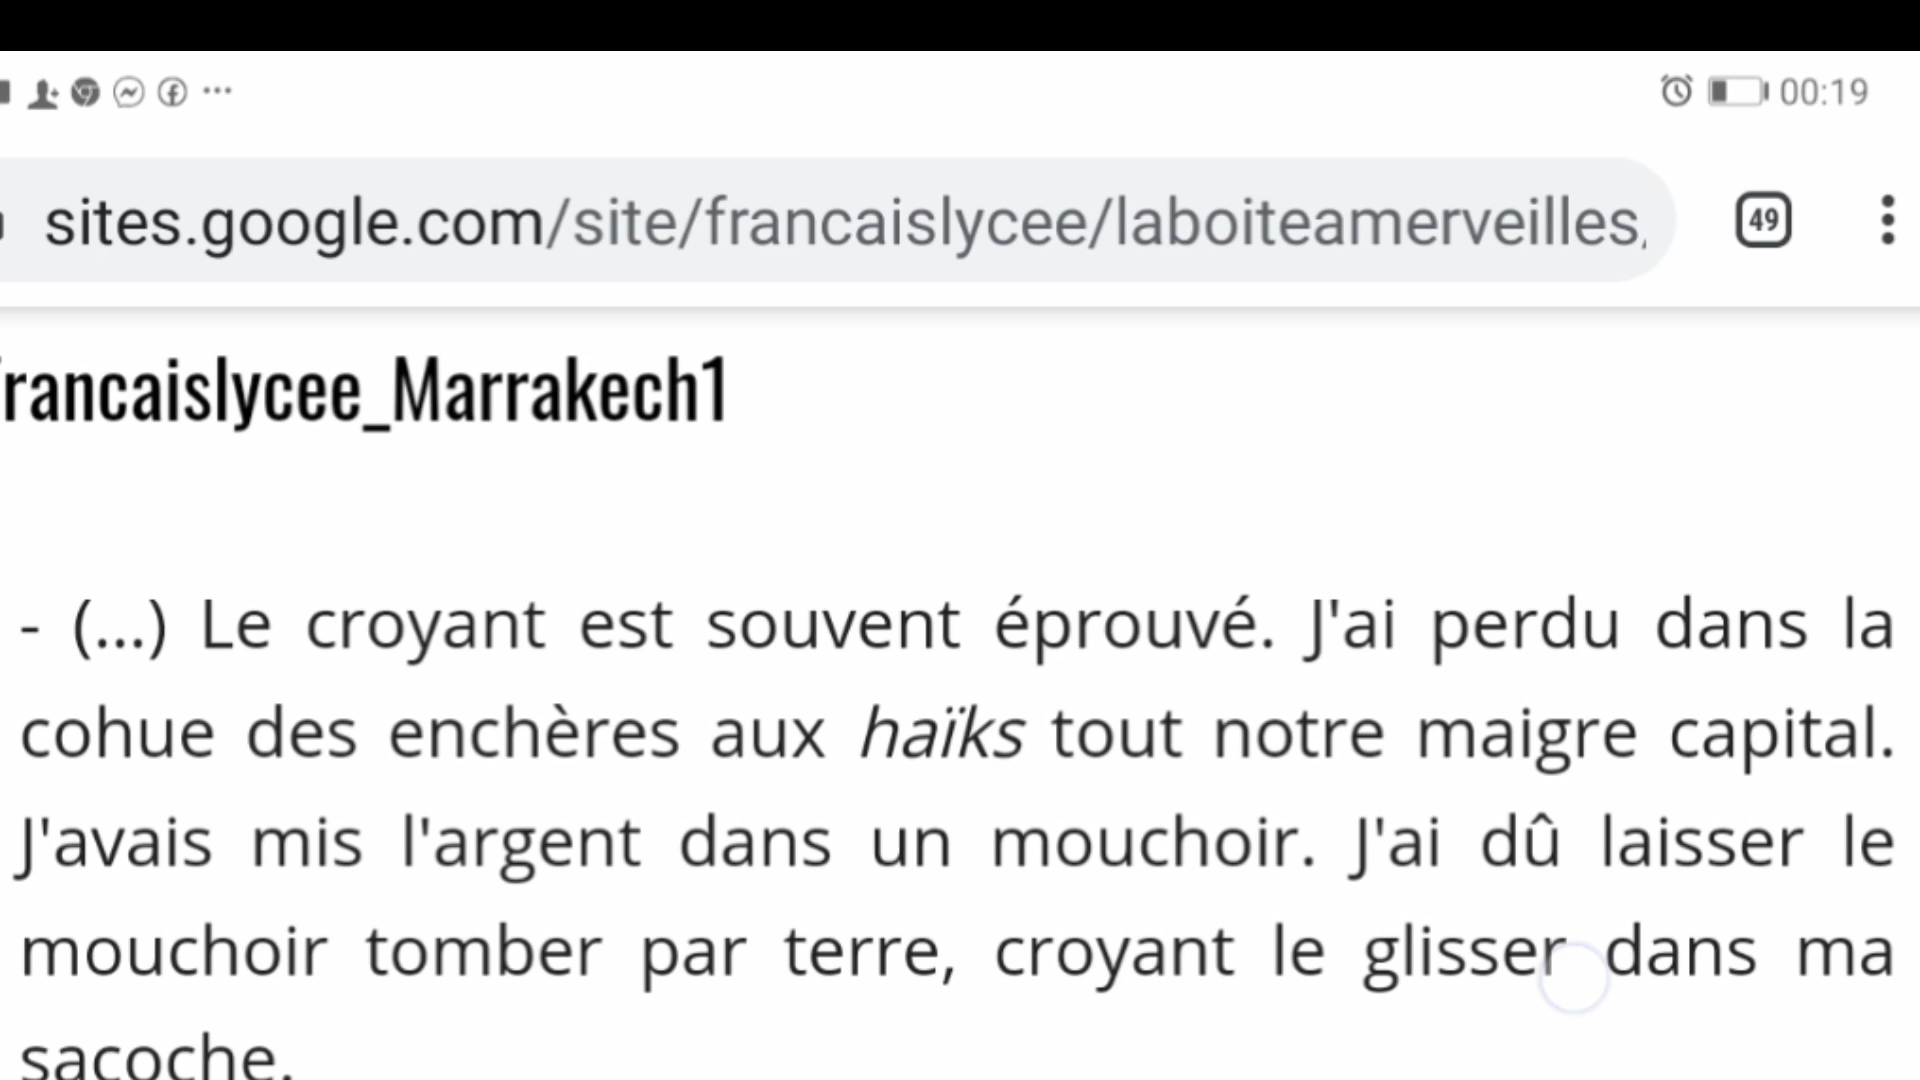 00:19
sites.google.com/site/francaislycee/laboiteamerveilles,
49
francaislycee_Marrakech1
- (...) Le croyant est souvent éprouvé. J'ai perdu dans la
cohue des enchères aux haïks tout notre maigre capital.
J'avais mis l'argent dans un mouchoir. J'ai dû laisser le
mouchoir tomber par terre, croyant le glisser dans ma
sacoche.